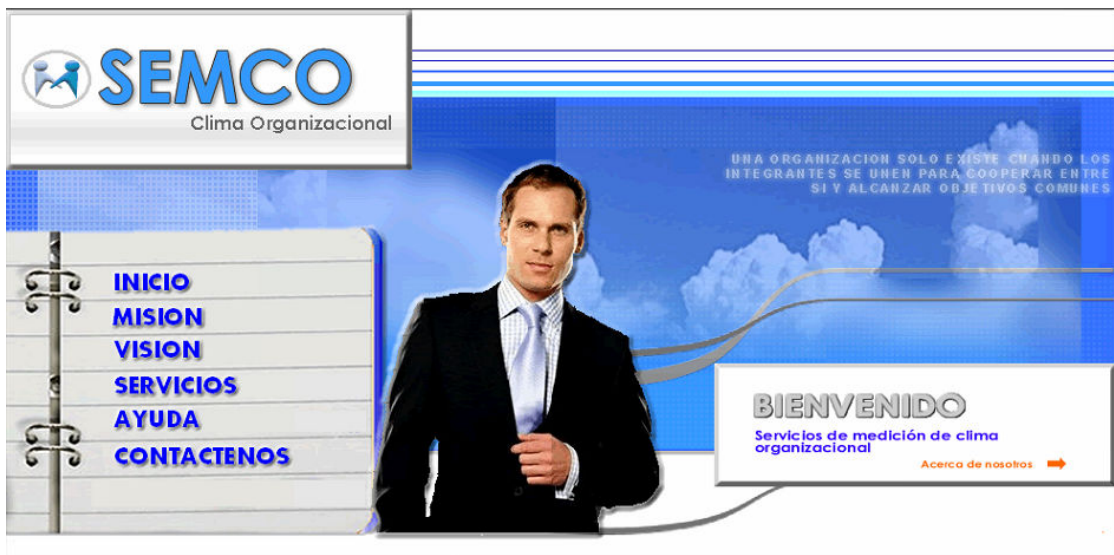 SEMCO
Clima Organizacional
UNA ORGANIZACION SOLO EXISTE CUANDO LOS
INTEGRANTES SE UNEN PARA COOPERAR ENTRE
SI Y ALCANZAR OBJETIVOS COMUNES
INICIO
MISION
VISION
SERVICIOS
AYUDA
CONTACTENOS
BIENVENIDO
Servicios de medición de clima
organizacional
Acerca de nosotros